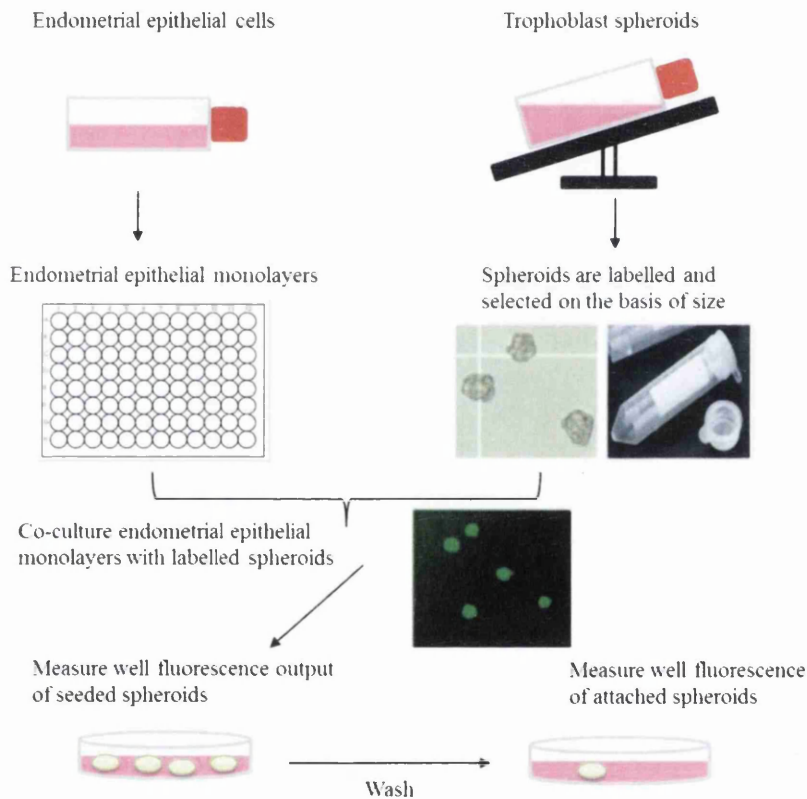 Endometrial epithelial cells
Trophoblast spheroids
Endometrial epithelial monolayers
Spheroids are labelled and
selected on the basis of size
Co-culture endometrial epithelial
monolayers with labelled spheroids
Measure well fluorescence output
of seeded spheroids
Measure well fluorescence
of attached spheroids
Wash